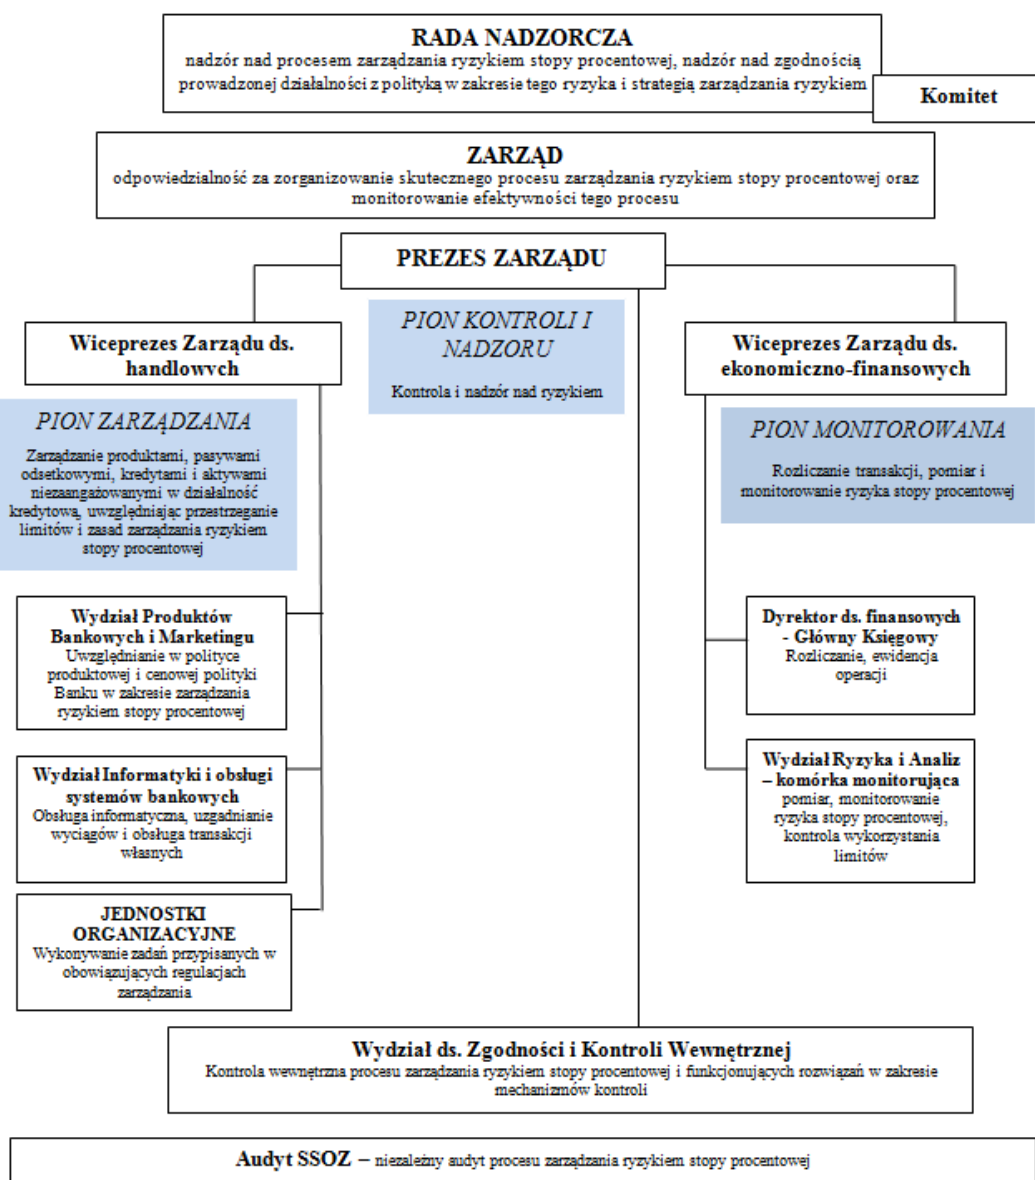 RADA NADZORCZA
nadzór nad procesem zarządzania ryzykiem stopy procentowej, nadzór nad zgodnością
prowadzonej działalności z polityką w zakresie tego ryzyka i strategią zarządzania ryzykiem
Komitet
ZARZĄD
odpowiedzialność za zorganizowanie skutecznego procesu zarządzania ryzykiem stopy procentowej oraz
monitorowanie efektywności tego procesu
PREZES ZARZĄDU
PION KONTROLI I
NADZORU
Kontrola i nadzór nad ryzykiem
Wiceprezes Zarządu ds.
handlowych
PION ZARZĄDZANIA
Zarządzanie produktami, pasywami
odsetkowymi, kredytami i aktywami
niezaangażowanymi w działalność
kredytową, uwzględniając przestrzeganie
limitów i zasad zarządzania ryzykiem
stopy procentowej
Wiceprezes Zarządu ds.
ekonomiczno-finansowych
PION MONITOROWANIA
Rozliczanie transakcji, pomiar i
monitorowanie ryzyka stopy procentowej
Wydział Produktów
Bankowych i Marketingu
Uwzględnianie w polityce
produktowej i cenowej polityki
Banku w zakresie zarządzania
ryzykiem stopy procentowej
Dyrektor ds. finansowych
- Główny Księgowy
Rozliczanie, ewidencja
operacji
Wydział Informatyki i obsługi
systemów bankowych
Obsługa informatyczna, uzgadnianie
wyciągów i obsługa transakcji
własnych
Wydział Ryzyka i Analiz
– komórka monitorująca
pomiar, monitorowanie
ryzyka stopy procentowej,
kontrola wykorzystania
limitów
JEDNOSTKI
ORGANIZACYJNE
Wykonywanie zadań przypisanych w
obowiązujących regulacjach
zarządzania
Wydział ds. Zgodności i Kontroli Wewnętrznej
Kontrola wewnętrzna procesu zarządzania ryzykiem stopy procentowej i funkcjonujących rozwiązań w zakresie
mechanizmów kontroli
Audyt SSOZ – niezależny audyt procesu zarządzania ryzykiem stopy procentowej